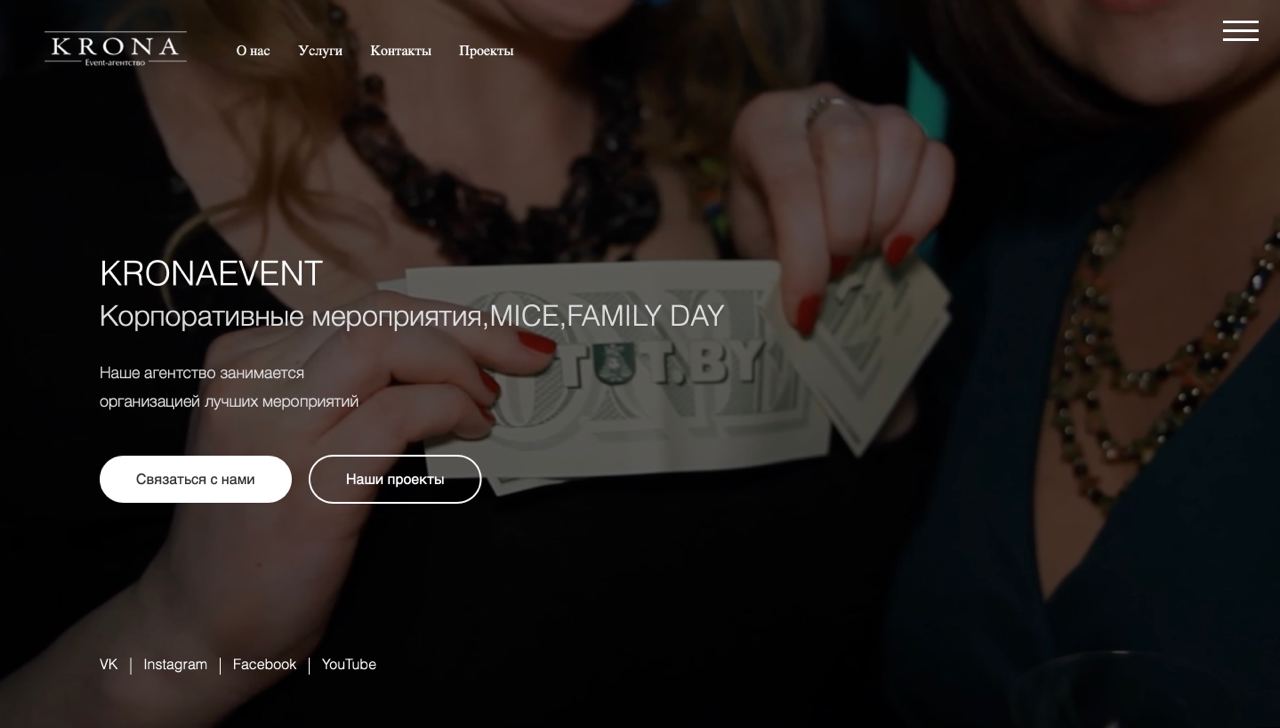 KRONA
Event-агентство
О нас
Услуги
Контакты
Проекты
KRONAEVENT
Корпоративные мероприятия,MICE,FAMILY DAY
TUT.BY
Наше агентство занимается
организацией лучших мероприятий
Связаться с нами
Наши проекты
VK | Instagram | Facebook | YouTube